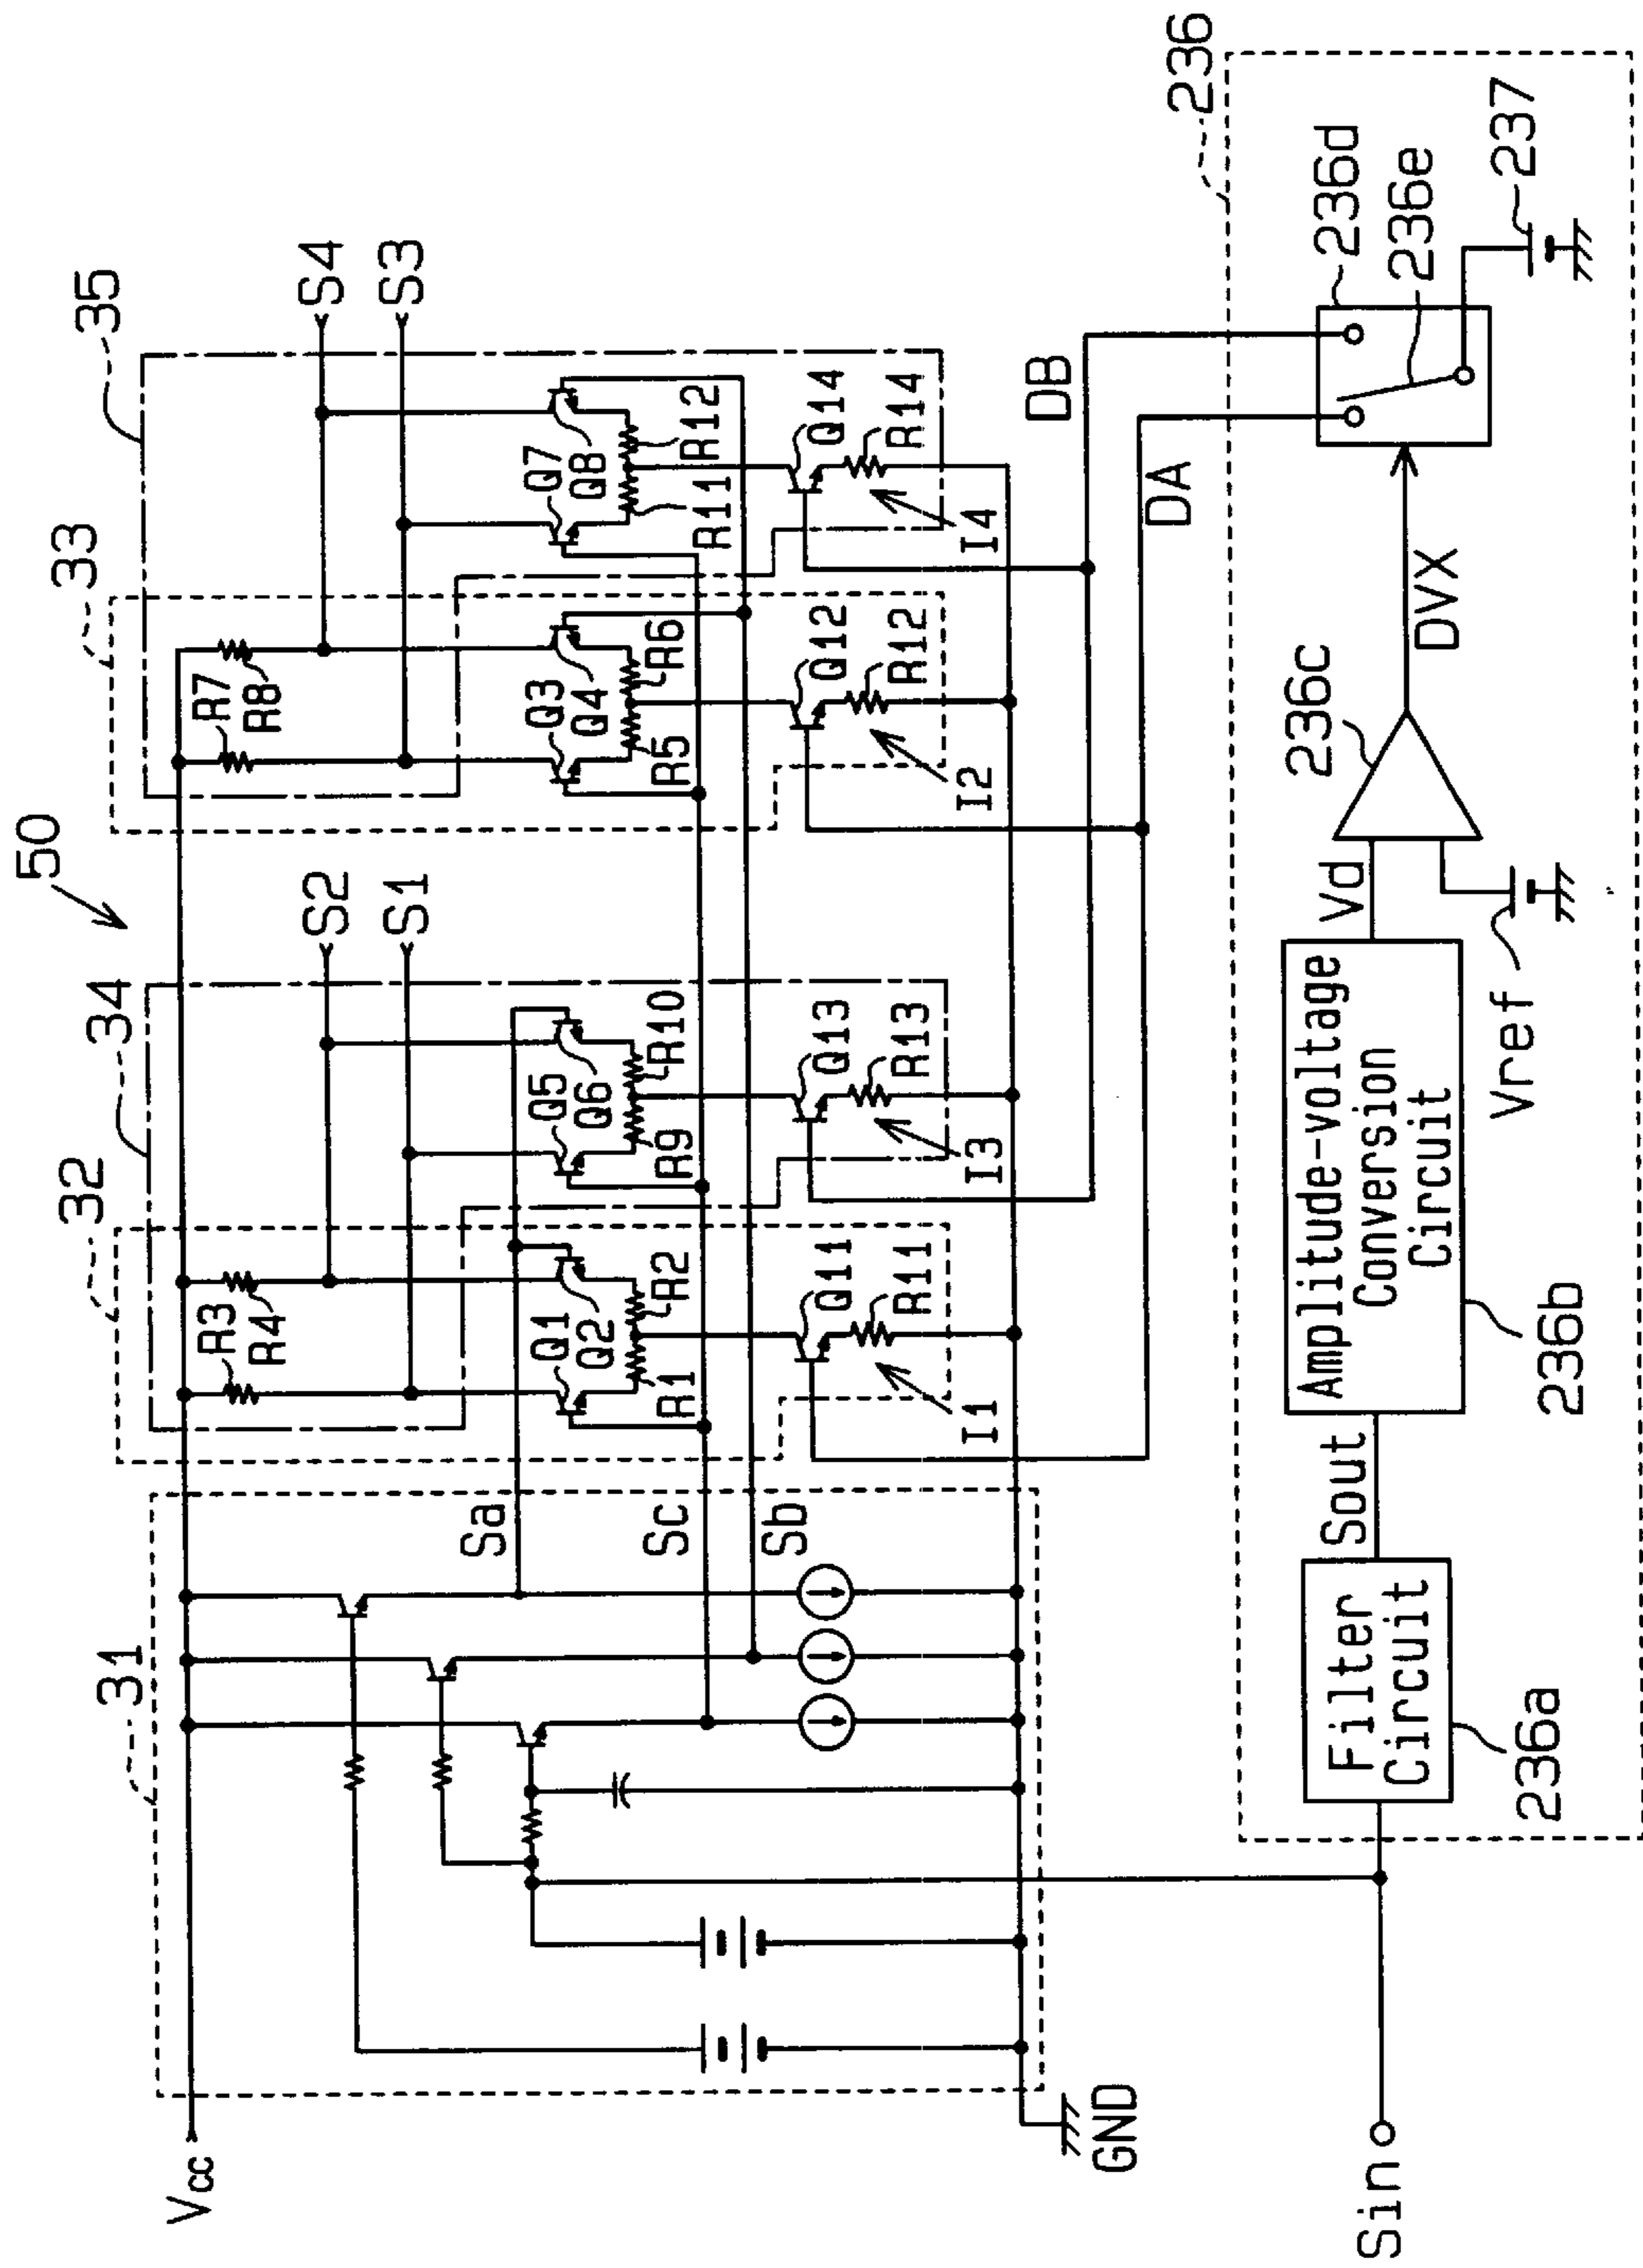 50
31
32
34
33
35
Vcc
R3
R4
R7
R8
S2
S1
S4
S3
Sa
Sc
Sb
Q1
Q2
R1
R2
Q5
Q6
R9
R10
Q3
Q4
R5
R6
Q7
Q8
R11
R12
Q11
R11
I1
Q13
R13
I3
Q12
R12
I2
Q14
R14
I4
GND
DB
DA
236
Sin
Filter
Circuit
236a
Sout
Amplitude-voltage
Conversion
Circuit
236b
Vd
Vref
236c
DVX
236d
236e
237